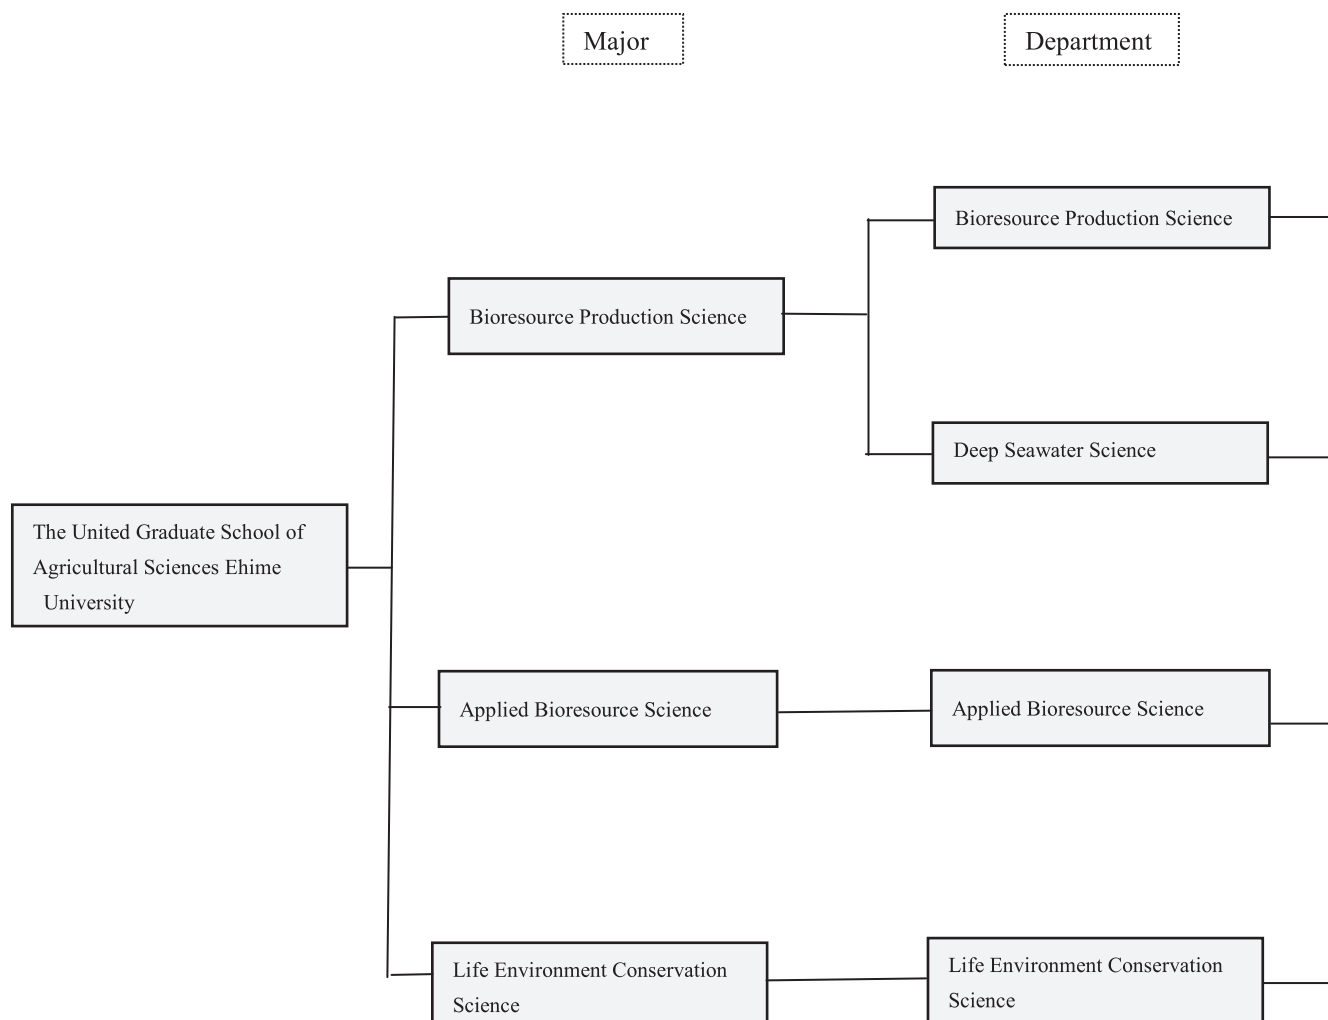 Major
Department
Bioresource Production Science
Bioresource Production Science
Deep Seawater Science
The United Graduate School of
Agricultural Sciences Ehime
University
Applied Bioresource Science
Applied Bioresource Science
Life Environment Conservation
Science
Life Environment Conservation
Science